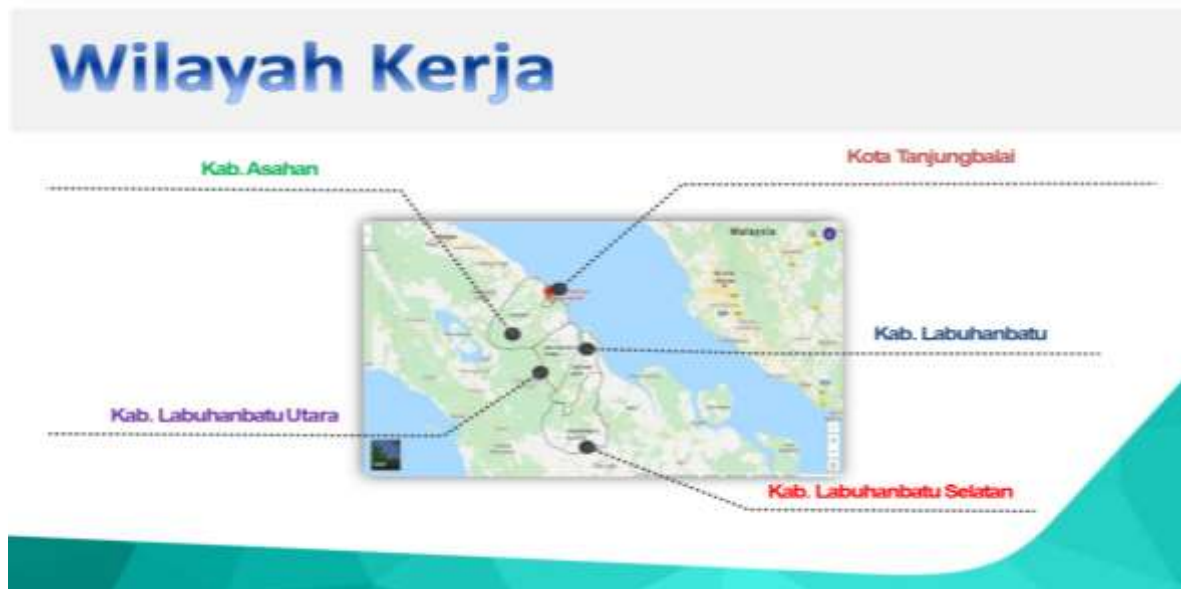 Wilayah Kerja
Kab. Asahan
Kota Tanjungbalai
Malaysia
Kab. Labuhanbatu
Kab. Labuhanbatu Utara
Kab. Labuhanbatu Selatan